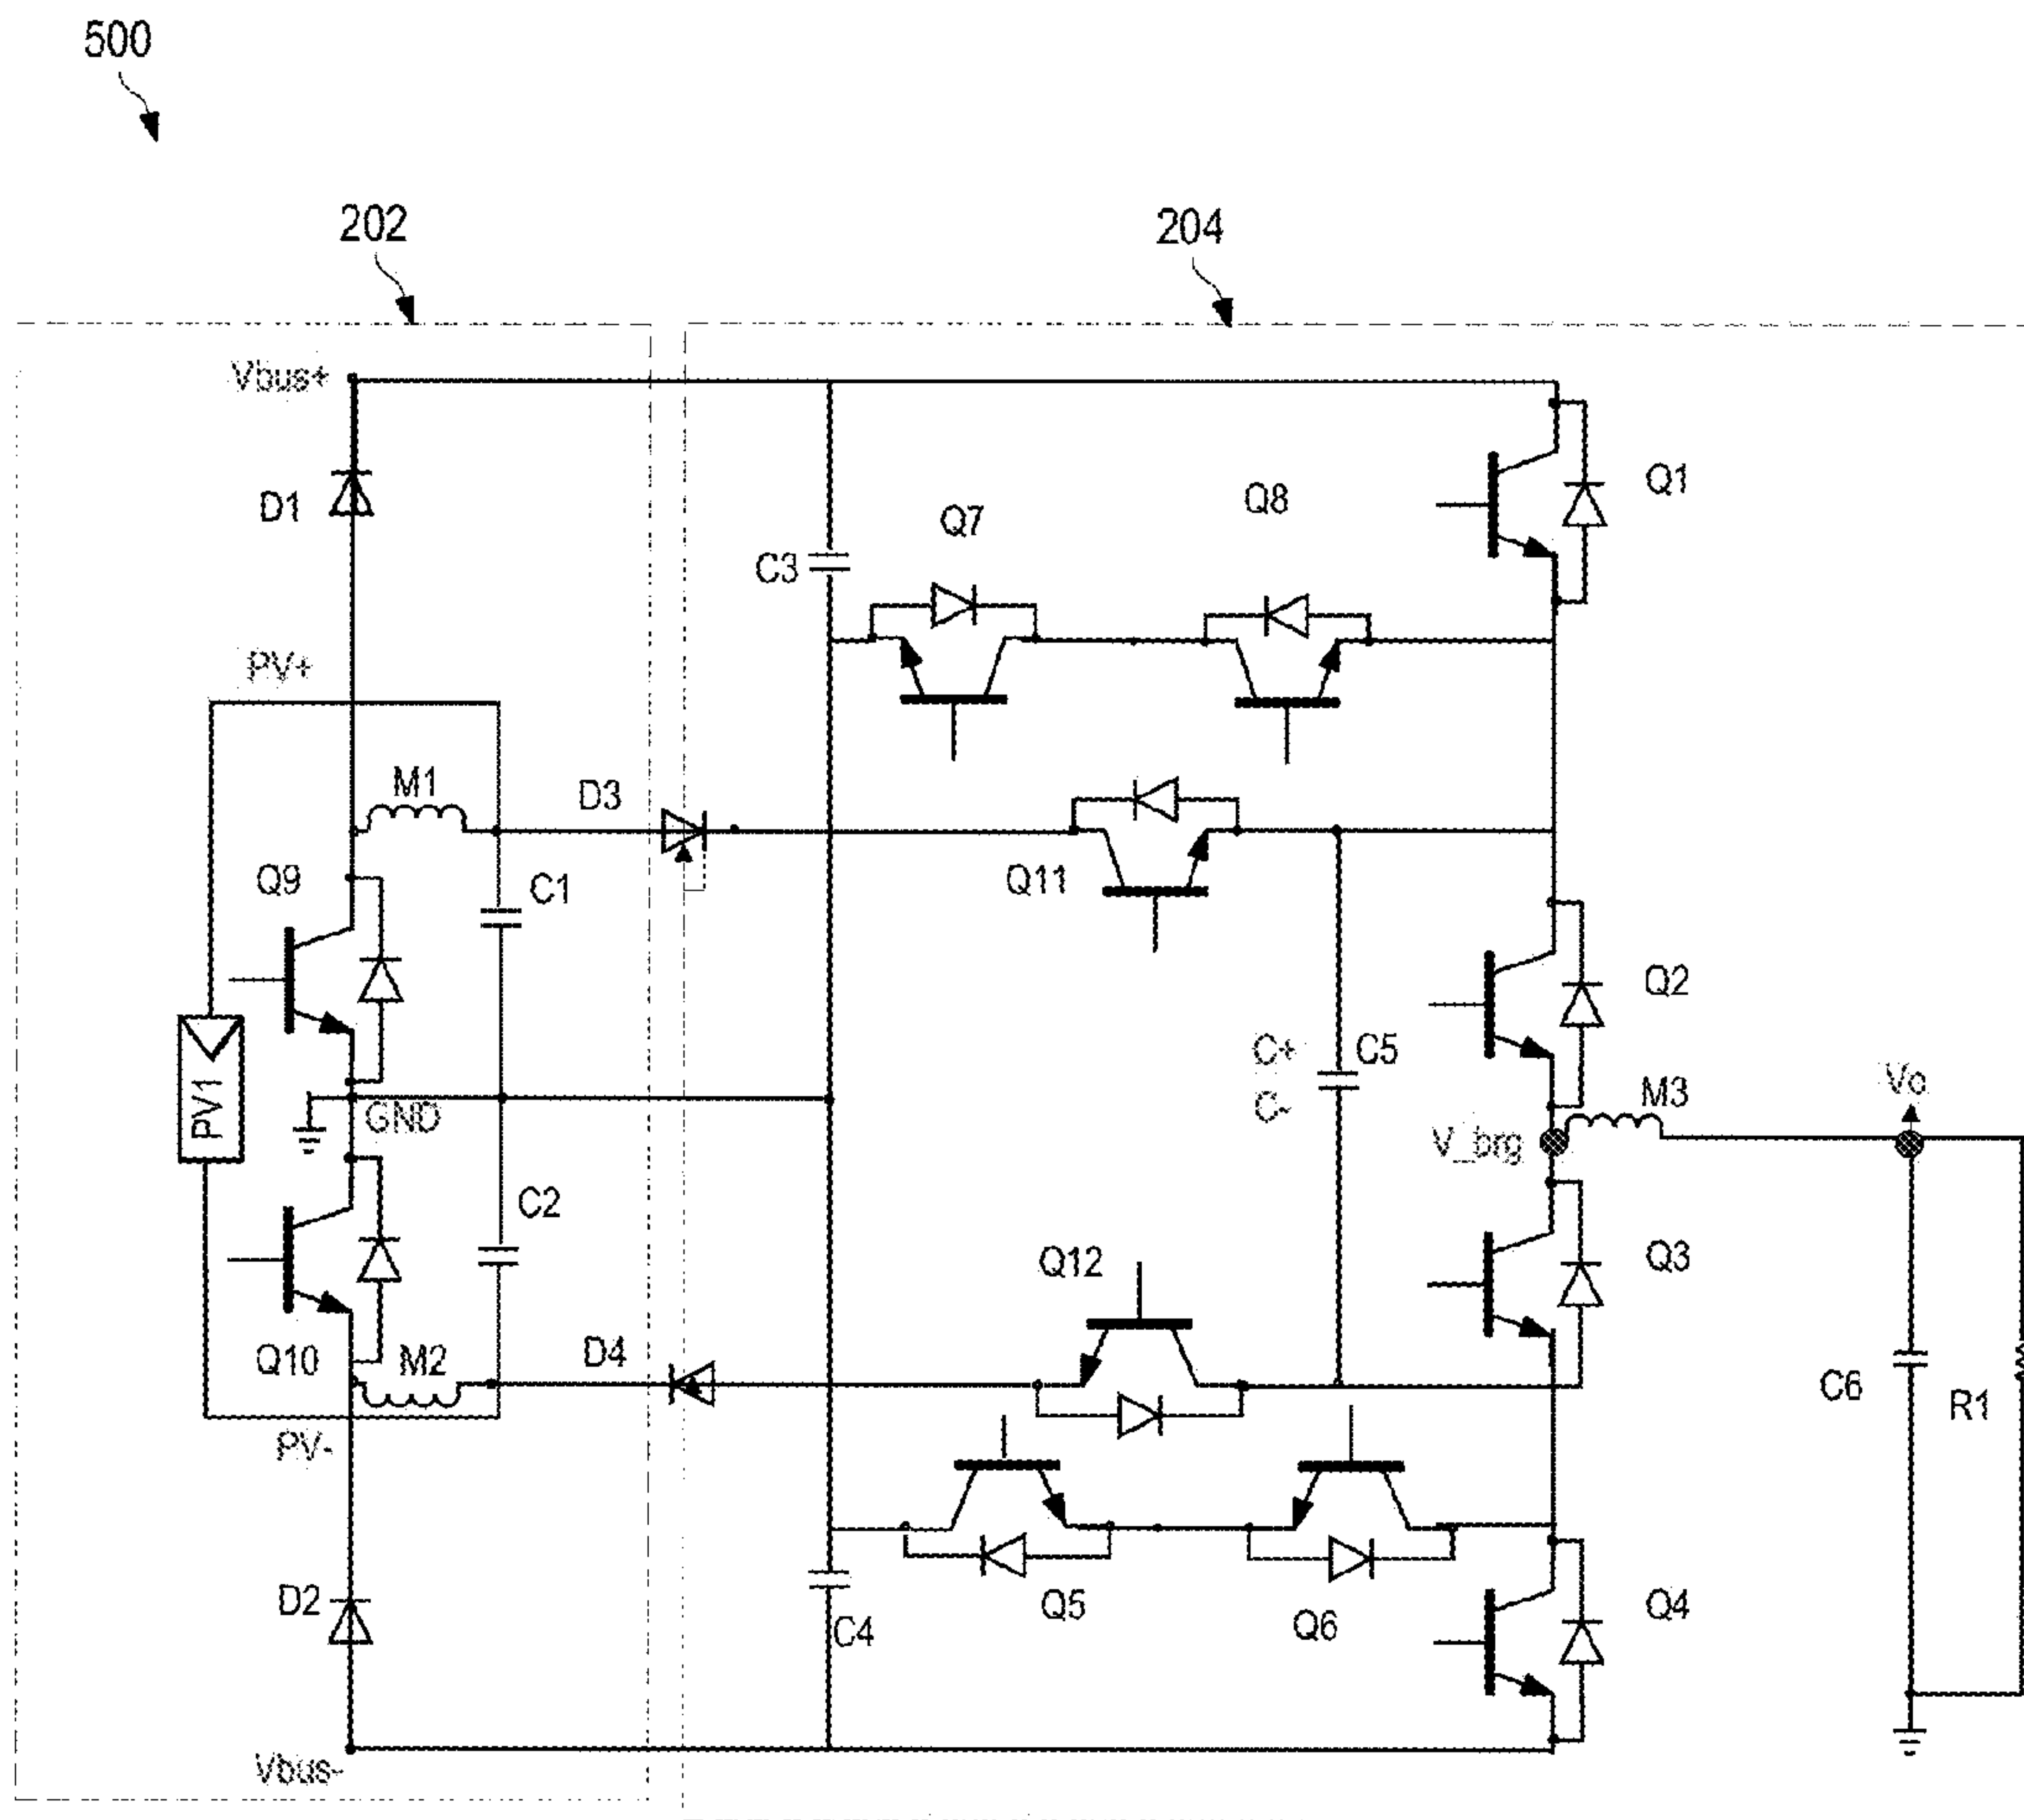 500
202
204
Vbus+
D1
C3
Q7
Q8
Q1
PV+
M1
D3
Q9
C1
Q11
Q2
PV1
GND
C+
C5
C-
M3
Vo
V_brg
C2
Q12
Q3
Q10
M2
D4
C6
R1
PV-
D2
Q5
Q6
Q4
C4
Vbus-